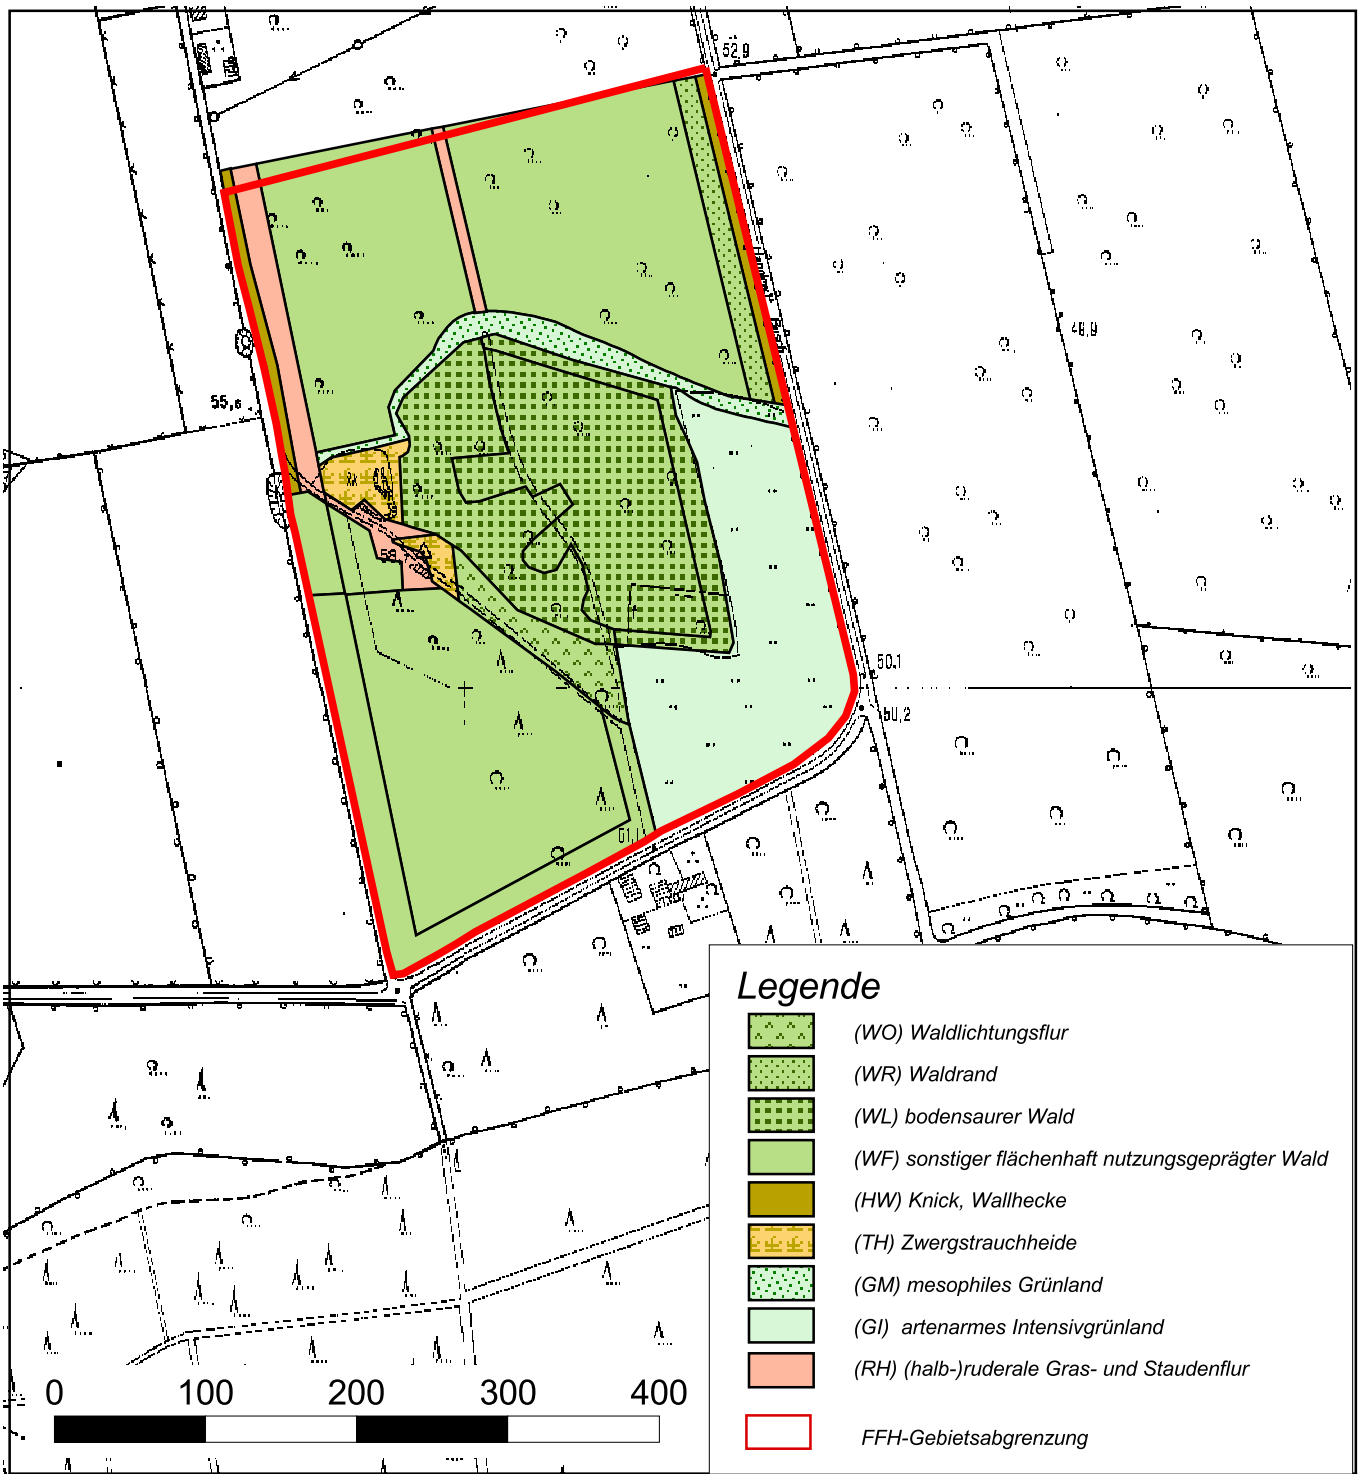 52,9
48,9
55,6
50.1
50,2
51,1
Legende
(WO) Waldlichtungsflur
(WR) Waldrand
(WL) bodensaurer Wald
(WF) sonstiger flächenhaft nutzungsgeprägter Wald
(HW) Knick, Wallhecke
(TH) Zwergstrauchheide
(GM) mesophiles Grünland
(GI) artenarmes Intensivgrünland
(RH) (halb-)ruderale Gras- und Staudenflur
FFH-Gebietsabgrenzung
0 100 200 300 400